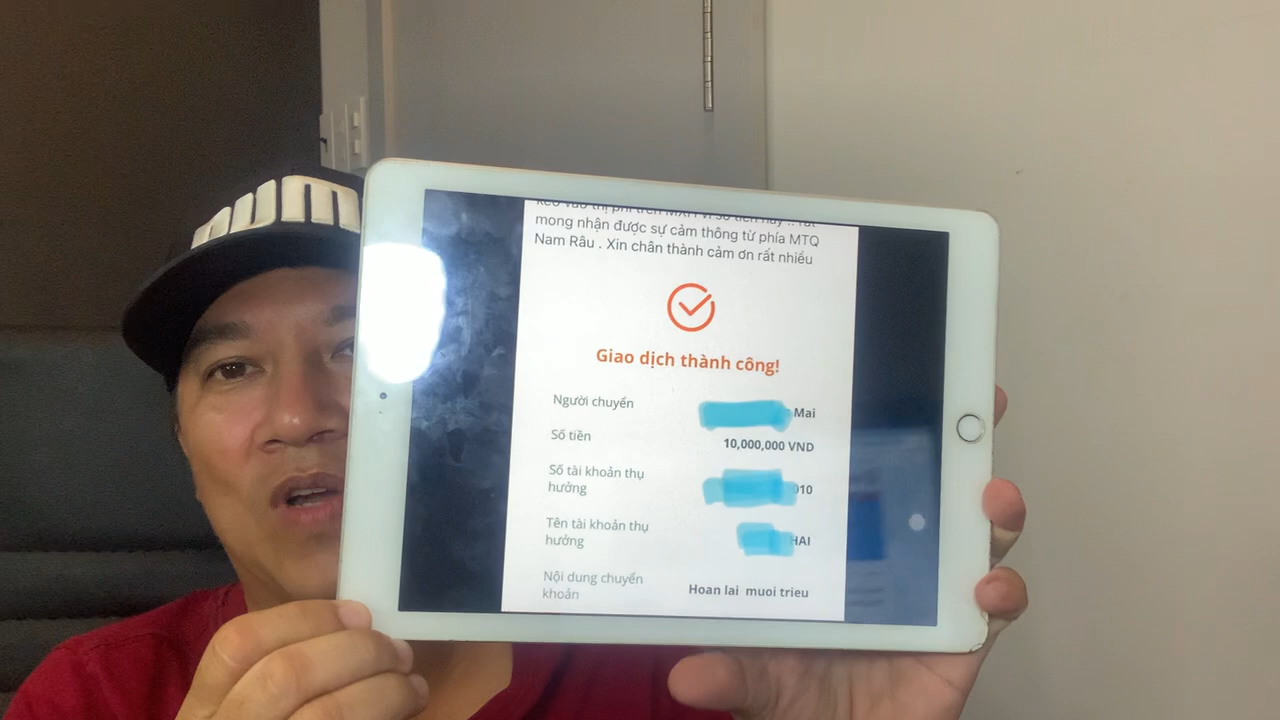 mong nhận được sự cảm thông từ phía MTQ
Nam Râu . Xin chân thành cảm ơn rất nhiều
Giao dịch thành công!
Người chuyển
Mai
Số tiền
10,000,000 VND
Số tài khoản thụ
hưởng
010
Tên tài khoản thụ
hưởng
HAI
Nội dung chuyển
khoản
Hoan lai muoi trieu